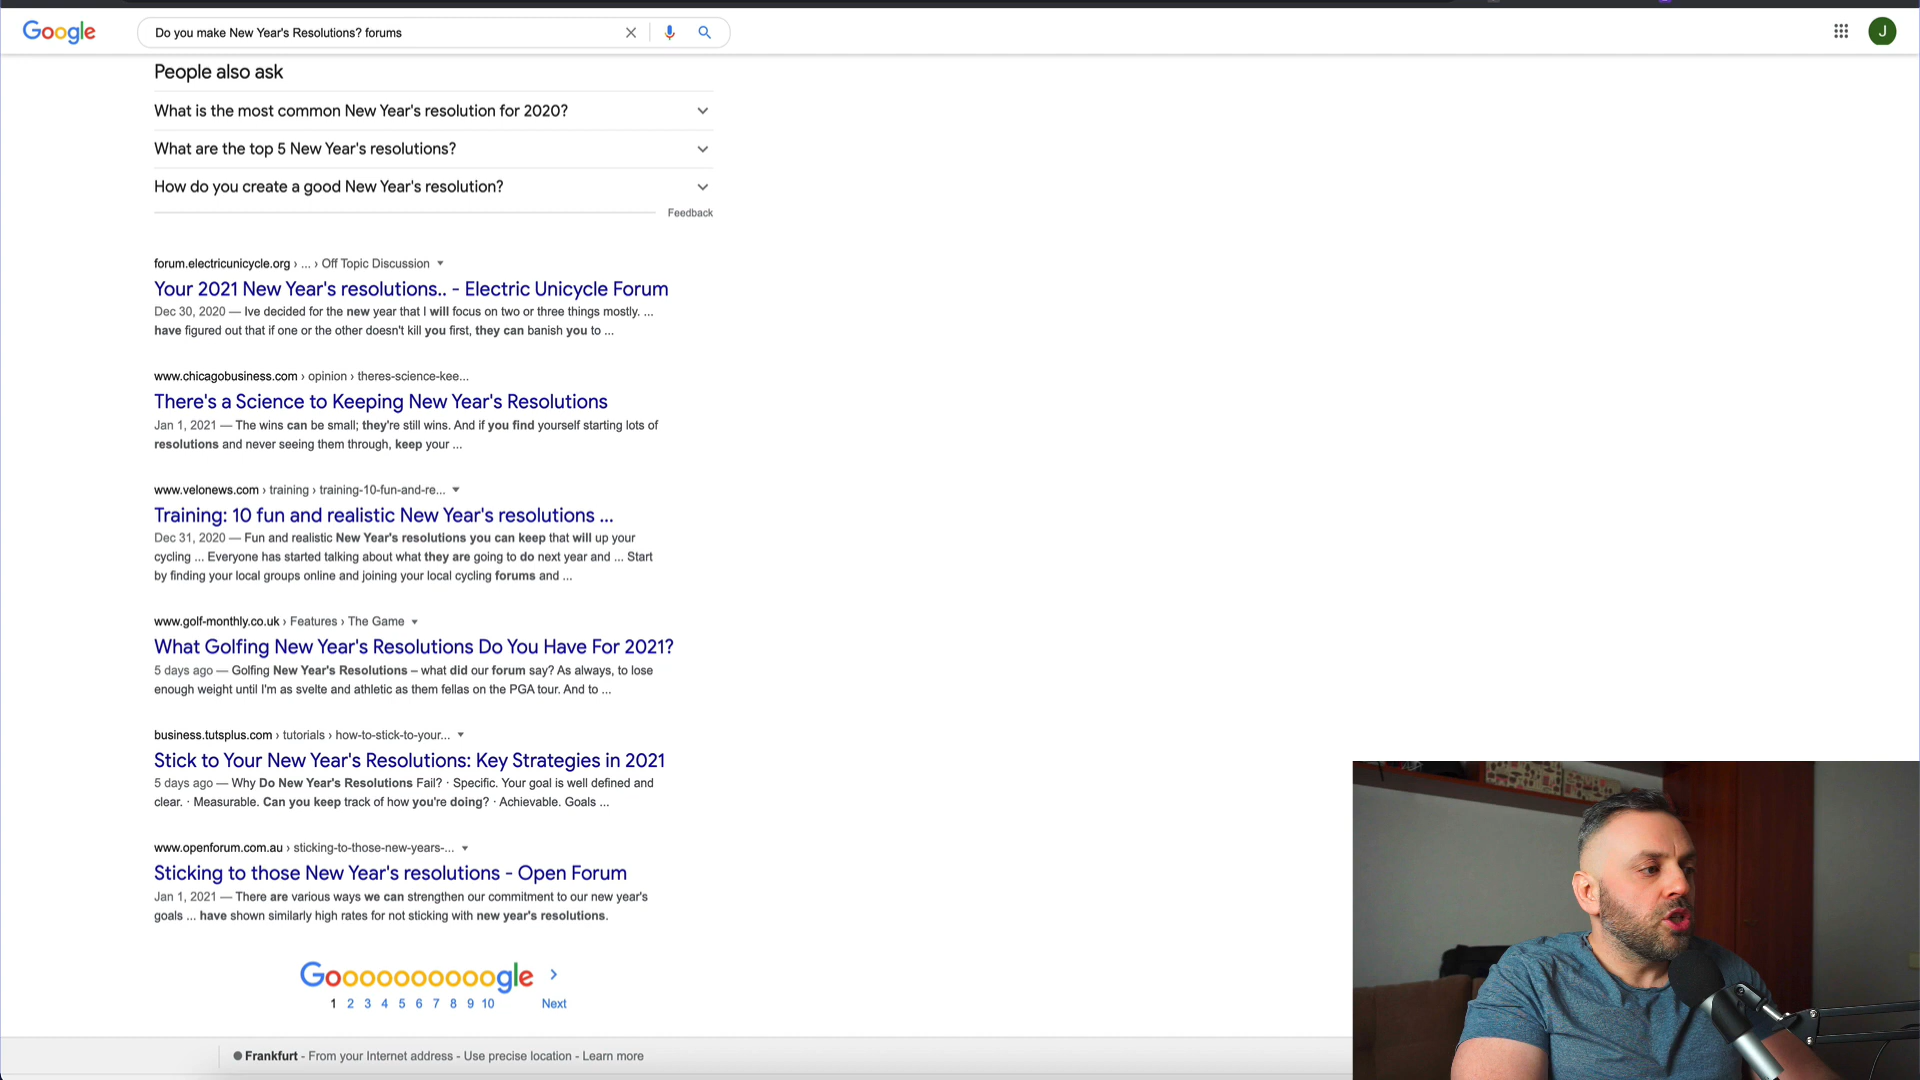 Google
Do you make New Year's Resolutions? forums
J
People also ask
What is the most common New Year's resolution for 2020?
What are the top 5 New Year's resolutions?
How do you create a good New Year's resolution?
Feedback
forum.electricunicycle.org › ... › Off Topic Discussion
Your 2021 New Year's resolutions.. - Electric Unicycle Forum
Dec 30, 2020 — Ive decided for the new year that I will focus on two or three things mostly. ...
have figured out that if one or the other doesn't kill you first, they can banish you to ...
www.chicagobusiness.com › opinion › theres-science-kee...
There's a Science to Keeping New Year's Resolutions
Jan 1, 2021 — The wins can be small; they're still wins. And if you find yourself starting lots of
resolutions and never seeing them through, keep your ...
www.velonews.com › training › training-10-fun-and-re...
Training: 10 fun and realistic New Year's resolutions ...
Dec 31, 2020 — Fun and realistic New Year's resolutions you can keep that will up your
cycling ... Everyone has started talking about what they are going to do next year and ... Start
by finding your local groups online and joining your local cycling forums and ...
www.golf-monthly.co.uk › Features › The Game
What Golfing New Year's Resolutions Do You Have For 2021?
5 days ago — Golfing New Year's Resolutions – what did our forum say? As always, to lose
enough weight until I'm as svelte and athletic as them fellas on the PGA tour. And to ...
business.tutsplus.com › tutorials › how-to-stick-to-your...
Stick to Your New Year's Resolutions: Key Strategies in 2021
5 days ago — Why Do New Year's Resolutions Fail? · Specific. Your goal is well defined and
clear. · Measurable. Can you keep track of how you're doing? · Achievable. Goals ...
www.openforum.com.au › sticking-to-those-new-years-...
Sticking to those New Year's resolutions - Open Forum
Jan 1, 2021 — There are various ways we can strengthen our commitment to our new year's
goals ... have shown similarly high rates for not sticking with new year's resolutions.
Goooooooooogle >
1 2 3 4 5 6 7 8 9 10 Next
Frankfurt - From your Internet address - Use precise location - Learn more